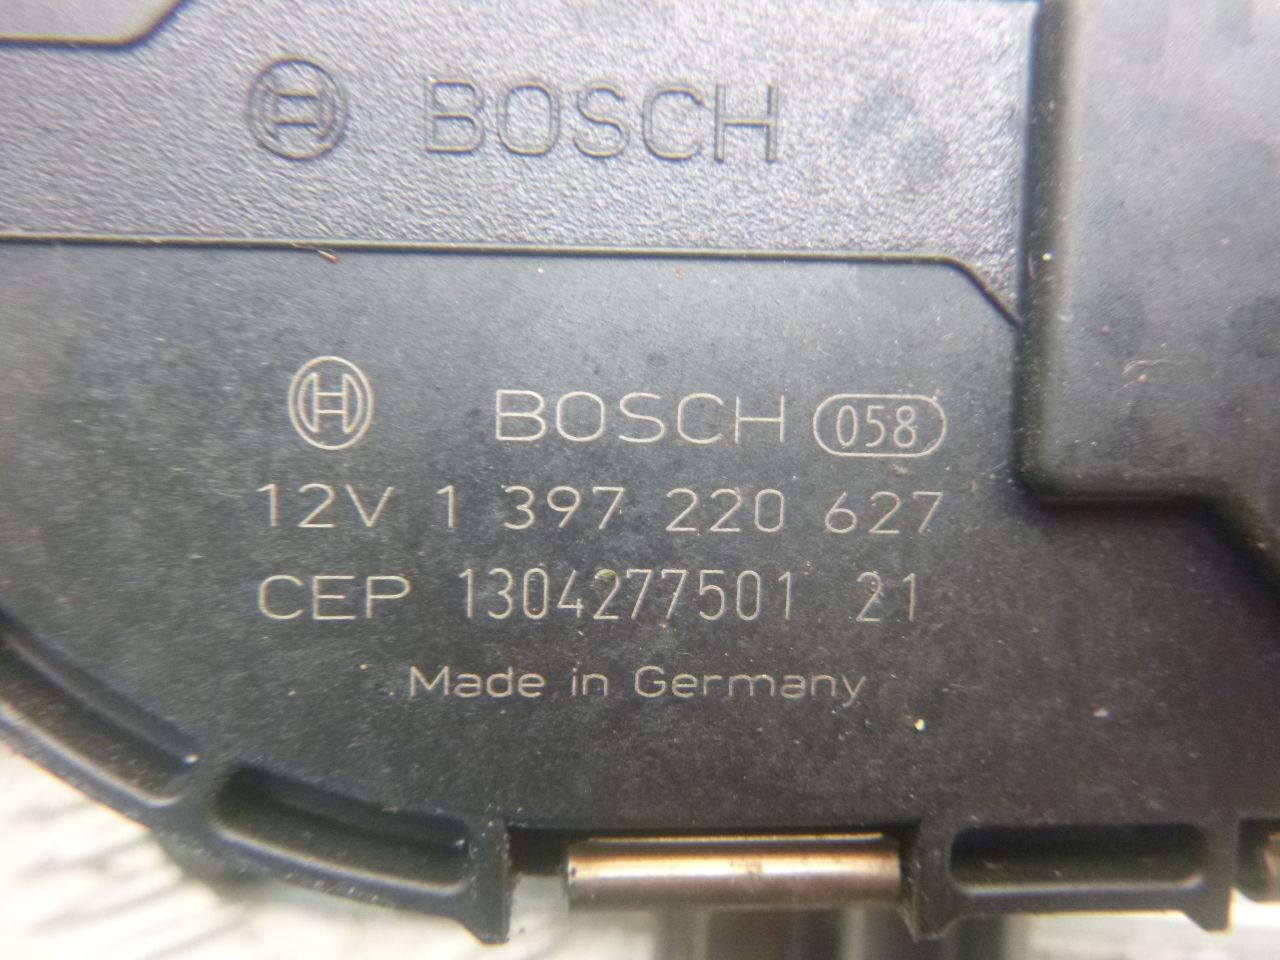 BOSCH
BOSCH 058
12V 1 397 220 627
CEP 1304277501 21
Made in Germany